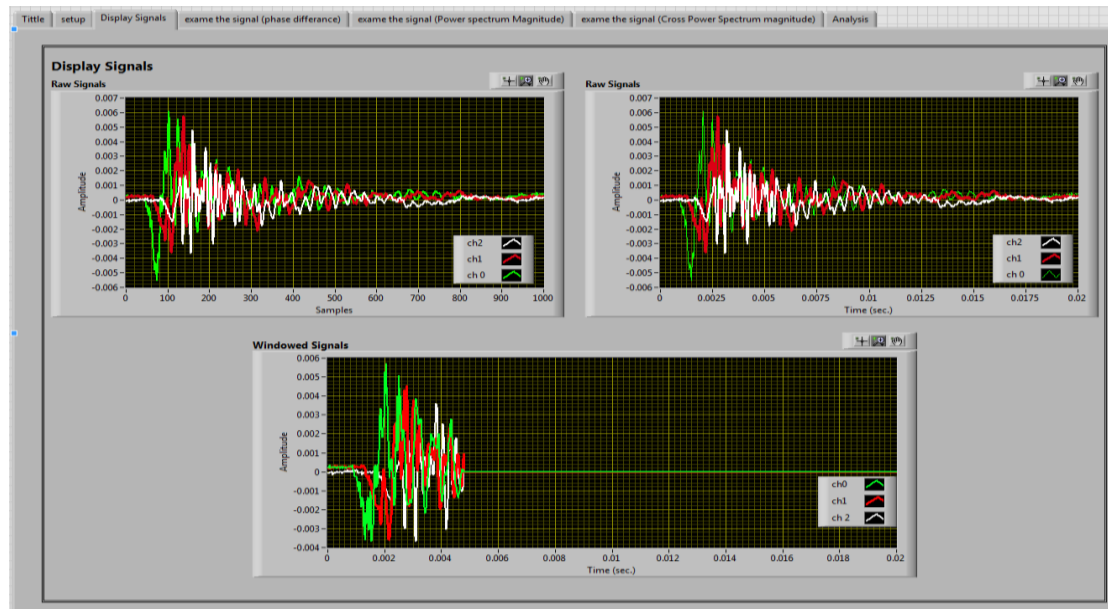 Tittle setup Display Signals exame the signal (phase differance) exame the signal (Power spectrum Magnitude) exame the signal (Cross Power Spectrum magnitude) Analysis
Display Signals
Raw Signals
0.007
0.006
0.005
0.004
0.003
0.002
0.001
0
-0.001
-0.002
-0.003
-0.004
-0.005
-0.006
Amplitude
ch2
ch1
ch 0
0 100 200 300 400 500 600 700 800 900 1000
Samples
Raw Signals
0.007
0.006
0.005
0.004
0.003
0.002
0.001
0
-0.001
-0.002
-0.003
-0.004
-0.005
-0.006
Amplitude
ch2
ch1
ch 0
0 0.0025 0.005 0.0075 0.01 0.0125 0.015 0.0175 0.02
Time (sec.)
Windowed Signals
0.006
0.005
0.004
0.003
0.002
0.001
0
-0.001
-0.002
-0.003
-0.004
Amplitude
ch0
ch1
ch 2
0 0.002 0.004 0.006 0.008 0.01 0.012 0.014 0.016 0.018 0.02
Time (sec.)